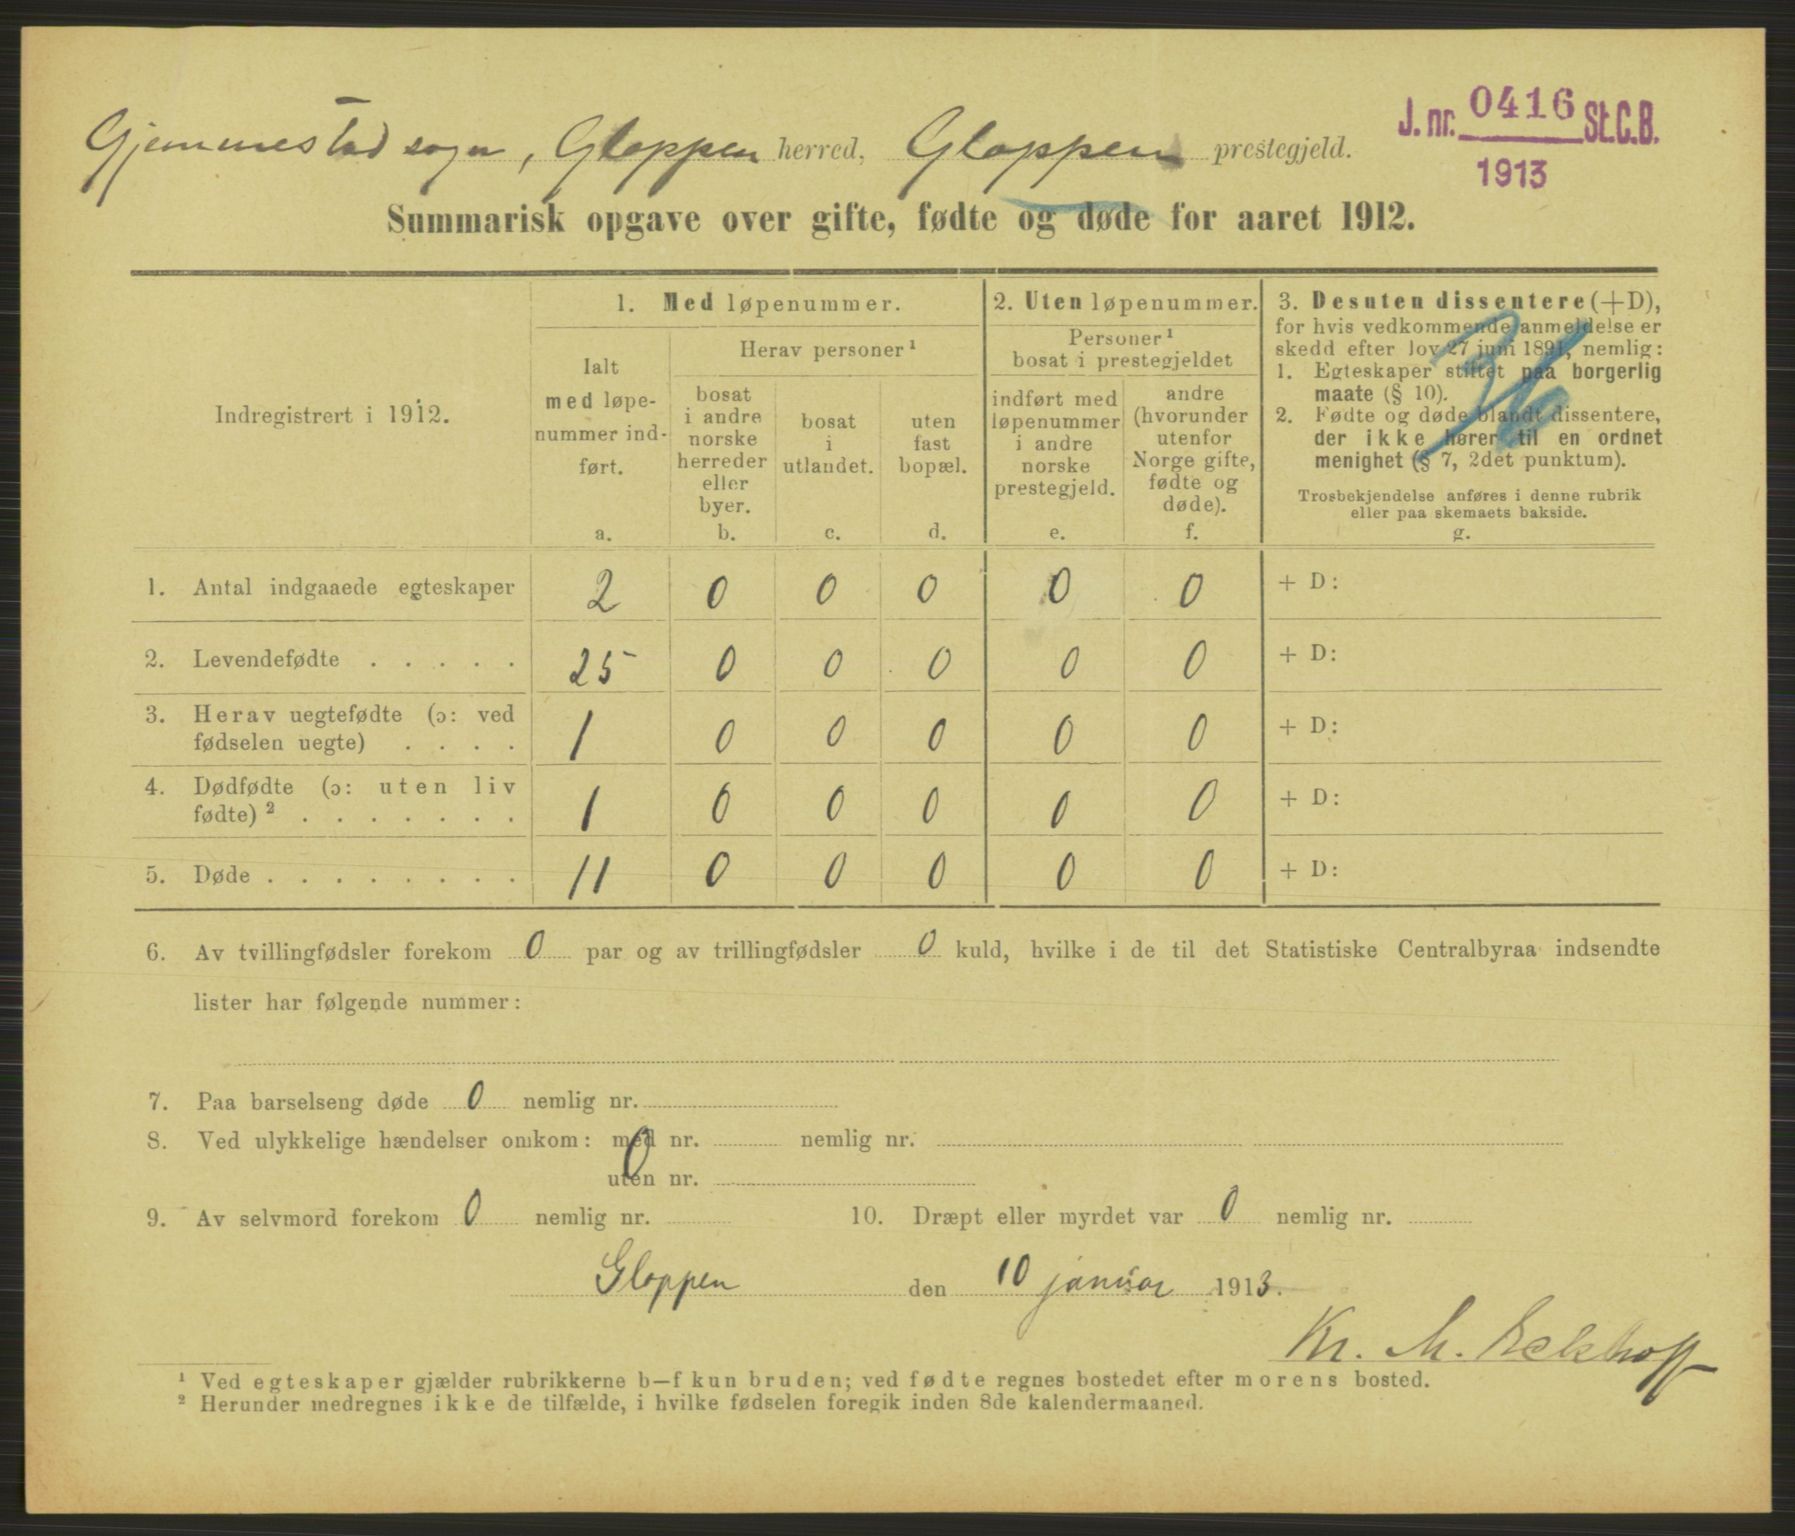 J. nr. 0416 St.C.B.
1913
Gjemmestad sogn, Gloppen herred, Gloppen prestegjeld.
Summarisk opgave over gifte, fødte og døde for aaret 1912.
Indregistrert i 1912.
1. Med løpenummer.
Ialt
med løpe-
nummer ind-
ført.
a.
Herav personer¹
bosat
i andre
norske
herreder
eller
byer.
b.
bosat
i
utlandet.
c.
uten
fast
bopæl.
d.
2. Uten løpenummer.
Personer¹
bosat i prestegjeldet
indført med
løpenummer
i andre
norske
prestegjeld.
e.
andre
(hvorunder
utenfor
Norge gifte,
fødte og
døde).
f.
3. Desuten dissentere (+D),
for hvis vedkommende anmeldelse er
skedd efter lov 27 juni 1891, nemlig:
1. Egteskaper stiftet paa borgerlig
maate (§ 10).
2. Fødte og døde blandt dissentere,
der ikke hører til en ordnet
menighet (§ 7, 2det punktum).
Trosbekjendelse anføres i denne rubrik
eller paa skemaets bakside.
g.
1. Antal indgaaede egteskaper 2 0 0 0 0 0 + D:
2. Levendefødte . . . . . 25 0 0 0 0 0 + D:
3. Herav uegtefødte (ɔ: ved
fødselen uegte) . . . . 1 0 0 0 0 0 + D:
4. Dødfødte (ɔ: uten liv
fødte)² . . . . . . . 1 0 0 0 0 0 + D:
5. Døde . . . . . . . . 11 0 0 0 0 0 + D:
6. Av tvillingfødsler forekom 0 par og av trillingfødsler 0 kuld, hvilke i de til det Statistiske Centralbyraa indsendte
lister har følgende nummer:
7. Paa barselseng døde 0 nemlig nr.
8. Ved ulykkelige hændelser omkom: med nr. nemlig nr.
0
uten nr.
9. Av selvmord forekom 0 nemlig nr. 10. Dræpt eller myrdet var 0 nemlig nr.
Gloppen den 10 januar 1913.
Kr. M. Eckhoff
¹ Ved egteskaper gjælder rubrikkerne b—f kun bruden; ved fødte regnes bostedet efter morens bosted.
² Herunder medregnes ikke de tilfælde, i hvilke fødselen foregik inden 8de kalendermaaned.